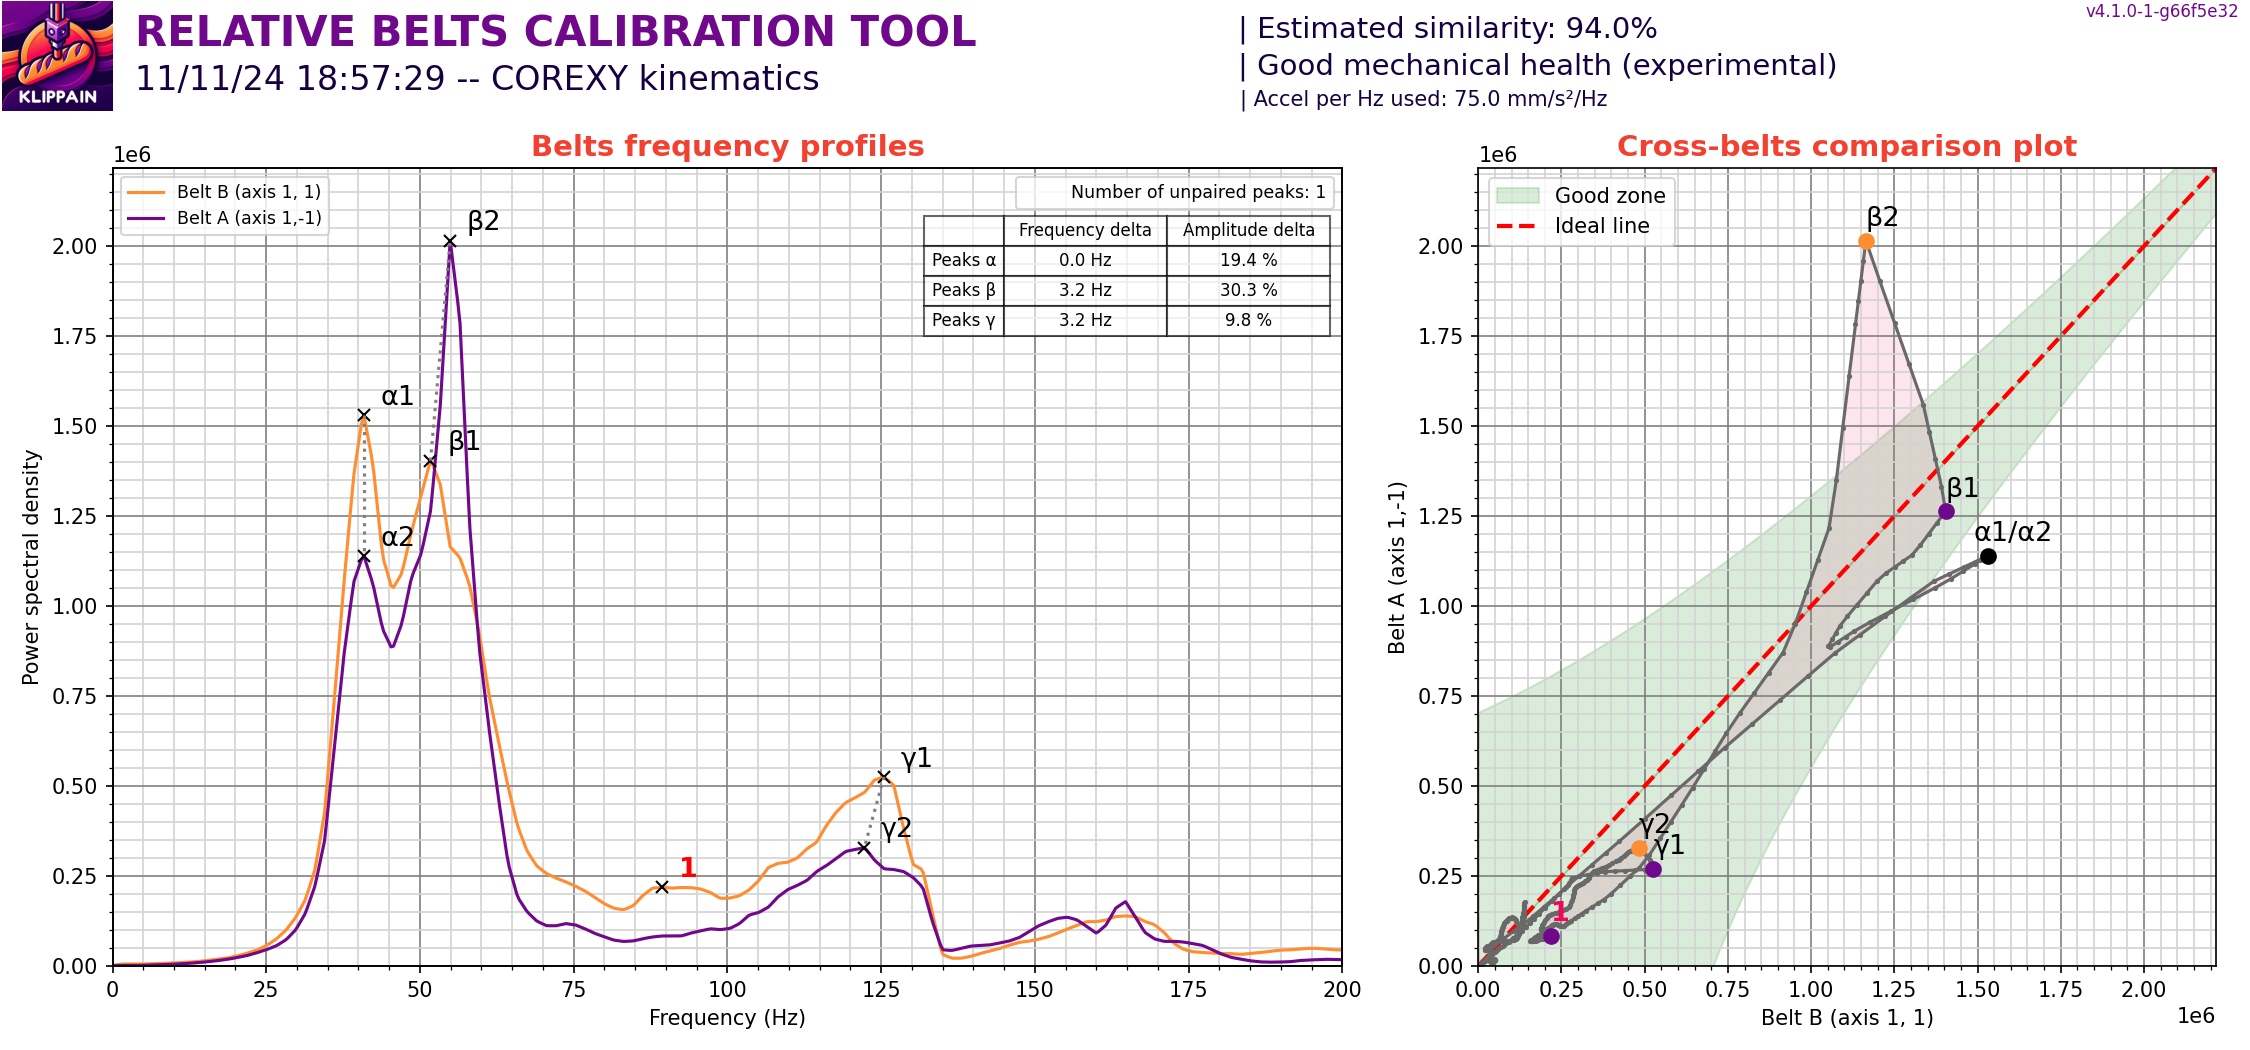 KLIPPAIN
RELATIVE BELTS CALIBRATION TOOL
11/11/24 18:57:29 -- COREXY kinematics
| Estimated similarity: 94.0%
| Good mechanical health (experimental)
| Accel per Hz used: 75.0 mm/s²/Hz
v4.1.0-1-g66f5e32
Belts frequency profiles
1e6
Belt B (axis 1, 1)
Belt A (axis 1,-1)
Number of unpaired peaks: 1
Frequency delta Amplitude delta
Peaks α 0.0 Hz 19.4 %
Peaks β 3.2 Hz 30.3 %
Peaks γ 3.2 Hz 9.8 %
β2
α1
β1
α2
γ1
γ2
1
2.00
1.75
1.50
1.25
1.00
0.75
0.50
0.25
0.00
Power spectral density
0 25 50 75 100 125 150 175 200
Frequency (Hz)
Cross-belts comparison plot
1e6
Good zone
Ideal line
β2
β1
α1/α2
γ2
γ1
1
2.00
1.75
1.50
1.25
1.00
0.75
0.50
0.25
0.00
Belt A (axis 1,-1)
0.00 0.25 0.50 0.75 1.00 1.25 1.50 1.75 2.00
Belt B (axis 1, 1)
1e6